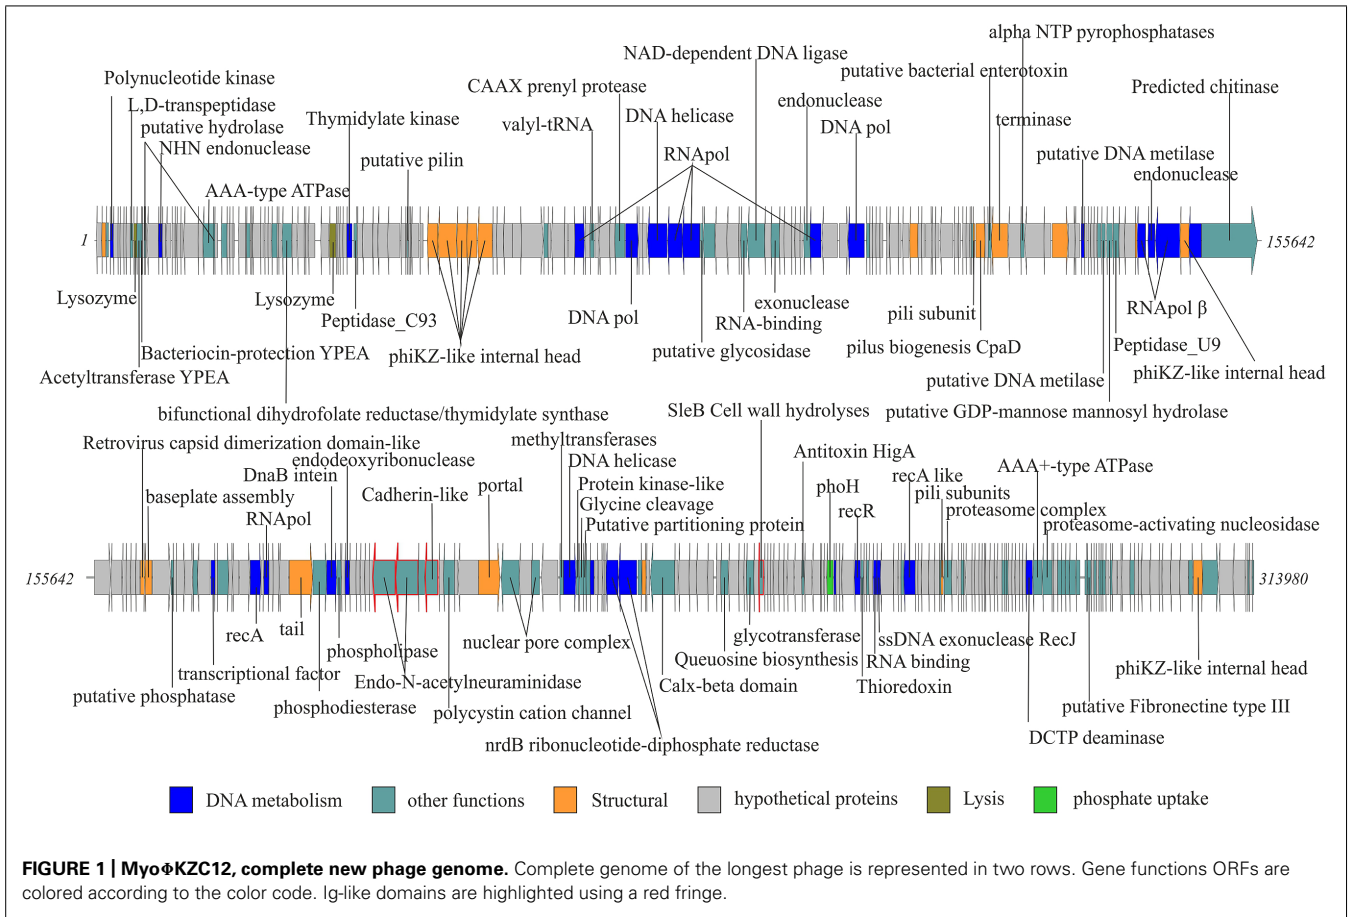 alpha NTP pyrophosphatases
NAD-dependent DNA ligase
putative bacterial enterotoxin
Polynucleotide kinase
CAAX prenyl protease
Predicted chitinase
L,D-transpeptidase
endonuclease
putative hydrolase
Thymidylate kinase
valyl-tRNA
DNA helicase
DNA pol
terminase
NHN endonuclease
putative pilin
RNApol
putative DNA metilase
endonuclease
AAA-type ATPase
1
155642
Lysozyme
Lysozyme
exonuclease
Peptidase_C93
DNA pol
RNA-binding
pili subunit
RNApol β
Bacteriocin-protection YPEA
phiKZ-like internal head
putative glycosidase
pilus biogenesis CpaD
Peptidase_U9
Acetyltransferase YPEA
putative DNA metilase
phiKZ-like internal head
bifunctional dihydrofolate reductase/thymidylate synthase
SleB Cell wall hydrolyses
putative GDP-mannose mannosyl hydrolase
Retrovirus capsid dimerization domain-like
methyltransferases
endodeoxyribonuclease
DNA helicase
Antitoxin HigA
AAA+-type ATPase
DnaB intein
Protein kinase-like
phoH
recA like
baseplate assembly
Cadherin-like
portal
Glycine cleavage
pili subunits
RNApol
Putative partitioning protein
recR
proteasome complex
proteasome-activating nucleosidase
155642
313980
recA
tail
phospholipase
nuclear pore complex
glycotransferase
ssDNA exonuclease RecJ
transcriptional factor
Queuosine biosynthesis
RNA binding
phiKZ-like internal head
putative phosphatase
Endo-N-acetylneuraminidase
Calx-beta domain
Thioredoxin
phosphodiesterase
polycystin cation channel
putative Fibronectine type III
nrdB ribonucleotide-diphosphate reductase
DCTP deaminase
DNA metabolism
other functions
Structural
hypothetical proteins
Lysis
phosphate uptake
FIGURE 1 | MyoΦKZC12, complete new phage genome. Complete genome of the longest phage is represented in two rows. Gene functions ORFs are
colored according to the color code. Ig-like domains are highlighted using a red fringe.